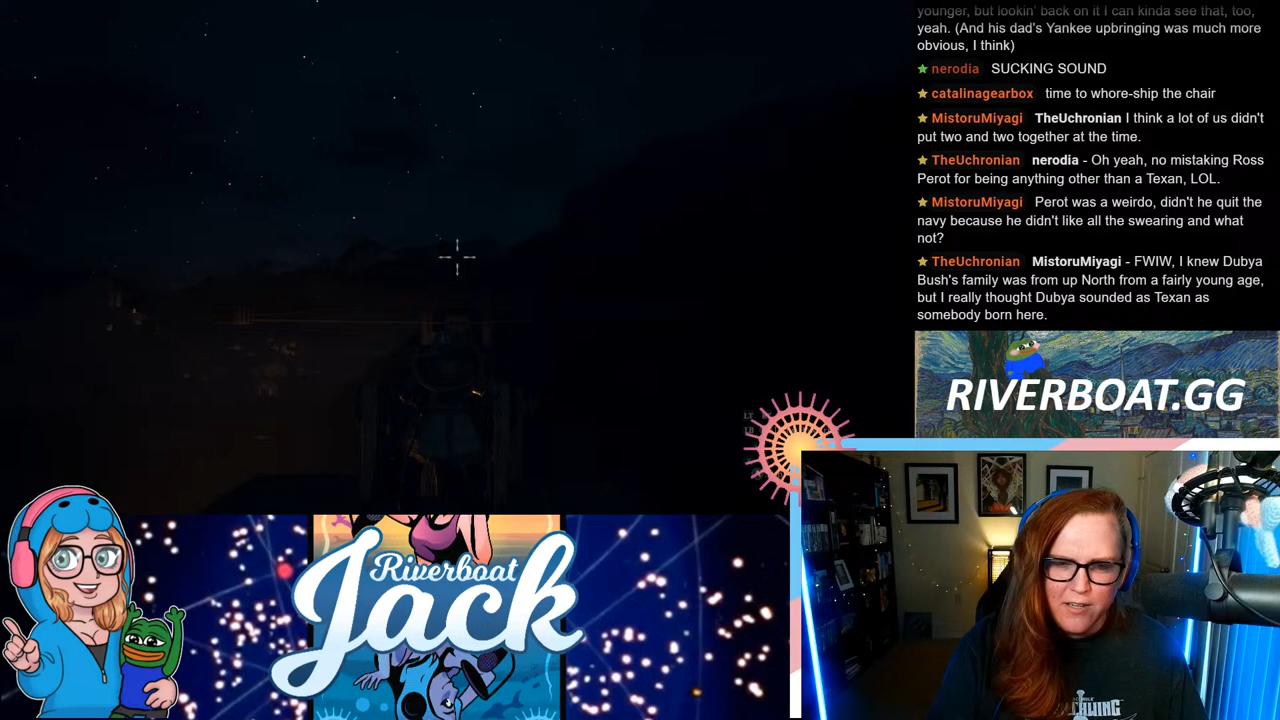 younger, but lookin' back on it I can kinda see that, too,
yeah. (And his dad's Yankee upbringing was much more
obvious, I think)
nerodia SUCKING SOUND
catalinagearbox time to whore-ship the chair
MistoruMiyagi TheUchronian I think a lot of us didn't
put two and two together at the time.
TheUchronian nerodia - Oh yeah, no mistaking Ross
Perot for being anything other than a Texan, LOL.
MistoruMiyagi Perot was a weirdo, didn't he quit the
navy because he didn't like all the swearing and what
not?
TheUchronian MistoruMiyagi - FWIW, I knew Dubya
Bush's family was from up North from a fairly young age,
but I really thought Dubya sounded as Texan as
somebody born here.
RIVERBOAT.GG
Riverboat
Jack